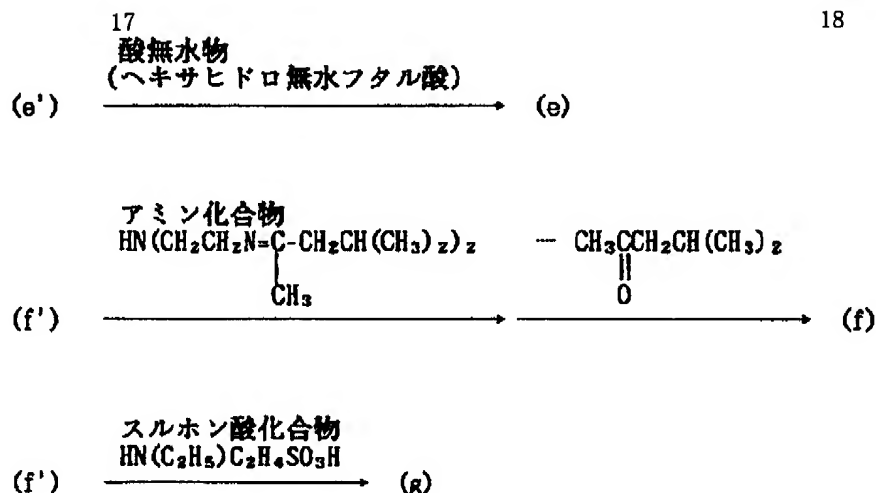 17 18
酸無水物
(ヘキサヒドロ無水フタル酸)
(e') (e)
アミン化合物
HN(CH₂CH₂N=C-CH₂CH(CH₃)₂)₂ — CH₃CCH₂CH(CH₃)₂
CH₃ O
(f') (f)
スルホン酸化合物
HN(C₂H₅)C₂H₄SO₃H
(f') (g)